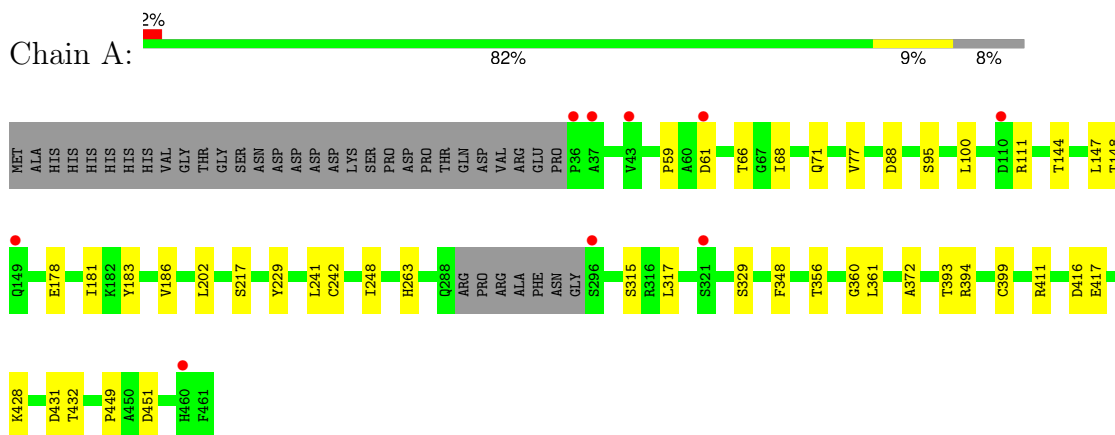 2%
Chain A:
82% 9% 8%
MET ALA HIS HIS HIS HIS HIS HIS VAL GLY THR GLY SER ASN ASP ASP ASP ASP LYS SER PRO ASP PRO THR GLN ASP VAL ARG GLU PRO P36 A37 V43 P59 A60 D61 T66 G67 I68 Q71 V77 D88 S95 L100 D110 R111 T144 L147 T148
Q149 E178 I181 K182 Y183 V186 L202 S217 Y229 L241 C242 I248 H263 Q288 ARG PRO ARG ALA PHE ASN GLY S296 S315 R316 L317 S321 S329 F348 T356 G360 L361 A372 T393 R394 C399 R411 D416 E417
K428 D431 T432 P449 A450 D451 H460 F461